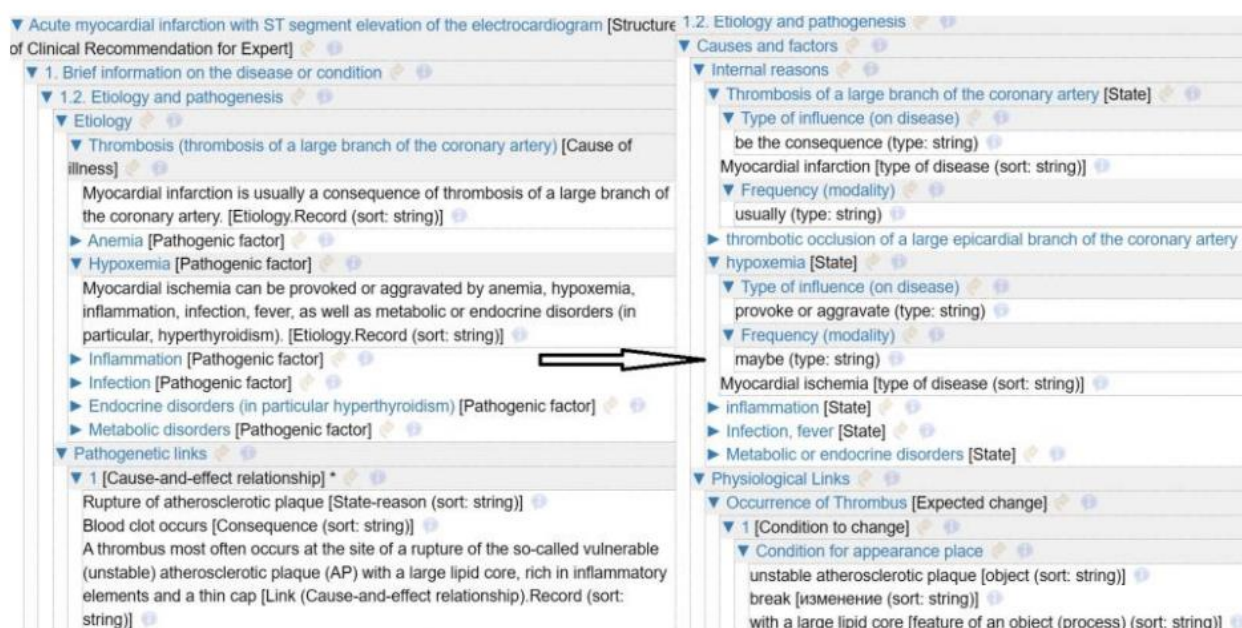 ▼ Acute myocardial infarction with ST segment elevation of the electrocardiogram [Structure
of Clinical Recommendation for Expert]
▼ 1. Brief information on the disease or condition
▼ 1.2. Etiology and pathogenesis
▼ Etiology
▼ Thrombosis (thrombosis of a large branch of the coronary artery) [Cause of
illness]
Myocardial infarction is usually a consequence of thrombosis of a large branch of
the coronary artery. [Etiology.Record (sort: string)]
► Anemia [Pathogenic factor]
▼ Hypoxemia [Pathogenic factor]
Myocardial ischemia can be provoked or aggravated by anemia, hypoxemia,
inflammation, infection, fever, as well as metabolic or endocrine disorders (in
particular, hyperthyroidism). [Etiology.Record (sort: string)]
► Inflammation [Pathogenic factor]
► Infection [Pathogenic factor]
► Endocrine disorders (in particular hyperthyroidism) [Pathogenic factor]
► Metabolic disorders [Pathogenic factor]
▼ Pathogenetic links
▼ 1 [Cause-and-effect relationship] *
Rupture of atherosclerotic plaque [State-reason (sort: string)]
Blood clot occurs [Consequence (sort: string)]
A thrombus most often occurs at the site of a rupture of the so-called vulnerable
(unstable) atherosclerotic plaque (AP) with a large lipid core, rich in inflammatory
elements and a thin cap [Link (Cause-and-effect relationship).Record (sort:
string)]
1.2. Etiology and pathogenesis
▼ Causes and factors
▼ Internal reasons
▼ Thrombosis of a large branch of the coronary artery [State]
▼ Type of influence (on disease)
be the consequence (type: string)
Myocardial infarction [type of disease (sort: string)]
▼ Frequency (modality)
usually (type: string)
► thrombotic occlusion of a large epicardial branch of the coronary artery
▼ hypoxemia [State]
▼ Type of influence (on disease)
provoke or aggravate (type: string)
▼ Frequency (modality)
maybe (type: string)
Myocardial ischemia [type of disease (sort: string)]
► inflammation [State]
► Infection, fever [State]
► Metabolic or endocrine disorders [State]
▼ Physiological Links
▼ Occurrence of Thrombus [Expected change]
▼ 1 [Condition to change]
▼ Condition for appearance place
unstable atherosclerotic plaque [object (sort: string)]
break [изменение (sort: string)]
with a large lipid core [feature of an object (process) (sort: string)]